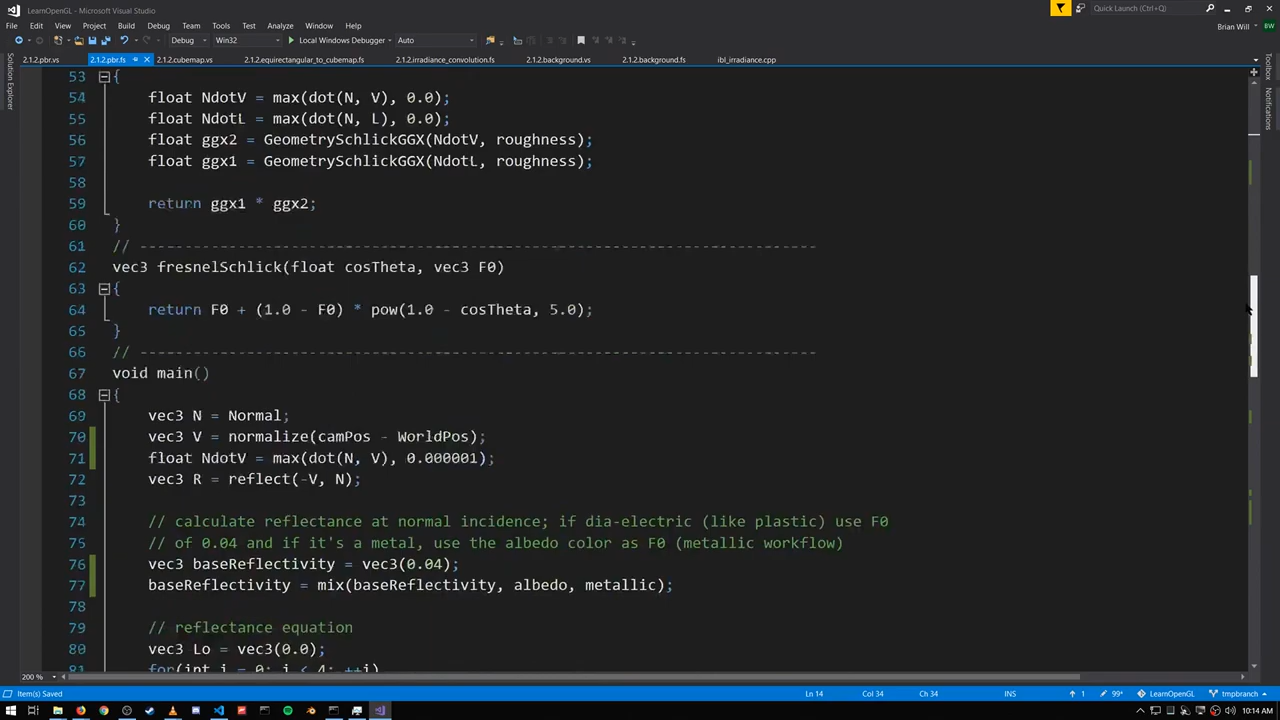 LearnOpenGL - Microsoft Visual Studio
Quick Launch (Ctrl+Q)
File Edit View Project Build Debug Team Tools Test Analyze Window Help
Brian Will BW
Debug Win32 Local Windows Debugger Auto
2.1.2.pbr.vs 2.1.2.pbr.fs 2.1.2.cubemap.vs 2.1.2.equirectangular_to_cubemap.fs 2.1.2.irradiance_convolution.fs 2.1.2.background.vs 2.1.2.background.fs ibl_irradiance.cpp
Solution Explorer
Toolbox
Notifications
53 {
54 float NdotV = max(dot(N, V), 0.0);
55 float NdotL = max(dot(N, L), 0.0);
56 float ggx2 = GeometrySchlickGGX(NdotV, roughness);
57 float ggx1 = GeometrySchlickGGX(NdotL, roughness);
58
59 return ggx1 * ggx2;
60 }
61 // ----------------------------------------------------------------------------
62 vec3 fresnelSchlick(float cosTheta, vec3 F0)
63 {
64 return F0 + (1.0 - F0) * pow(1.0 - cosTheta, 5.0);
65 }
66 // ----------------------------------------------------------------------------
67 void main()
68 {
69 vec3 N = Normal;
70 vec3 V = normalize(camPos - WorldPos);
71 float NdotV = max(dot(N, V), 0.000001);
72 vec3 R = reflect(-V, N);
73
74 // calculate reflectance at normal incidence; if dia-electric (like plastic) use F0
75 // of 0.04 and if it's a metal, use the albedo color as F0 (metallic workflow)
76 vec3 baseReflectivity = vec3(0.04);
77 baseReflectivity = mix(baseReflectivity, albedo, metallic);
78
79 // reflectance equation
80 vec3 Lo = vec3(0.0);
81 for(int i = 0; i < 4; ++i)
200 %
Item(s) Saved Ln 14 Col 34 Ch 34 INS 1 99* LearnOpenGL tmpbranch
10:14 AM